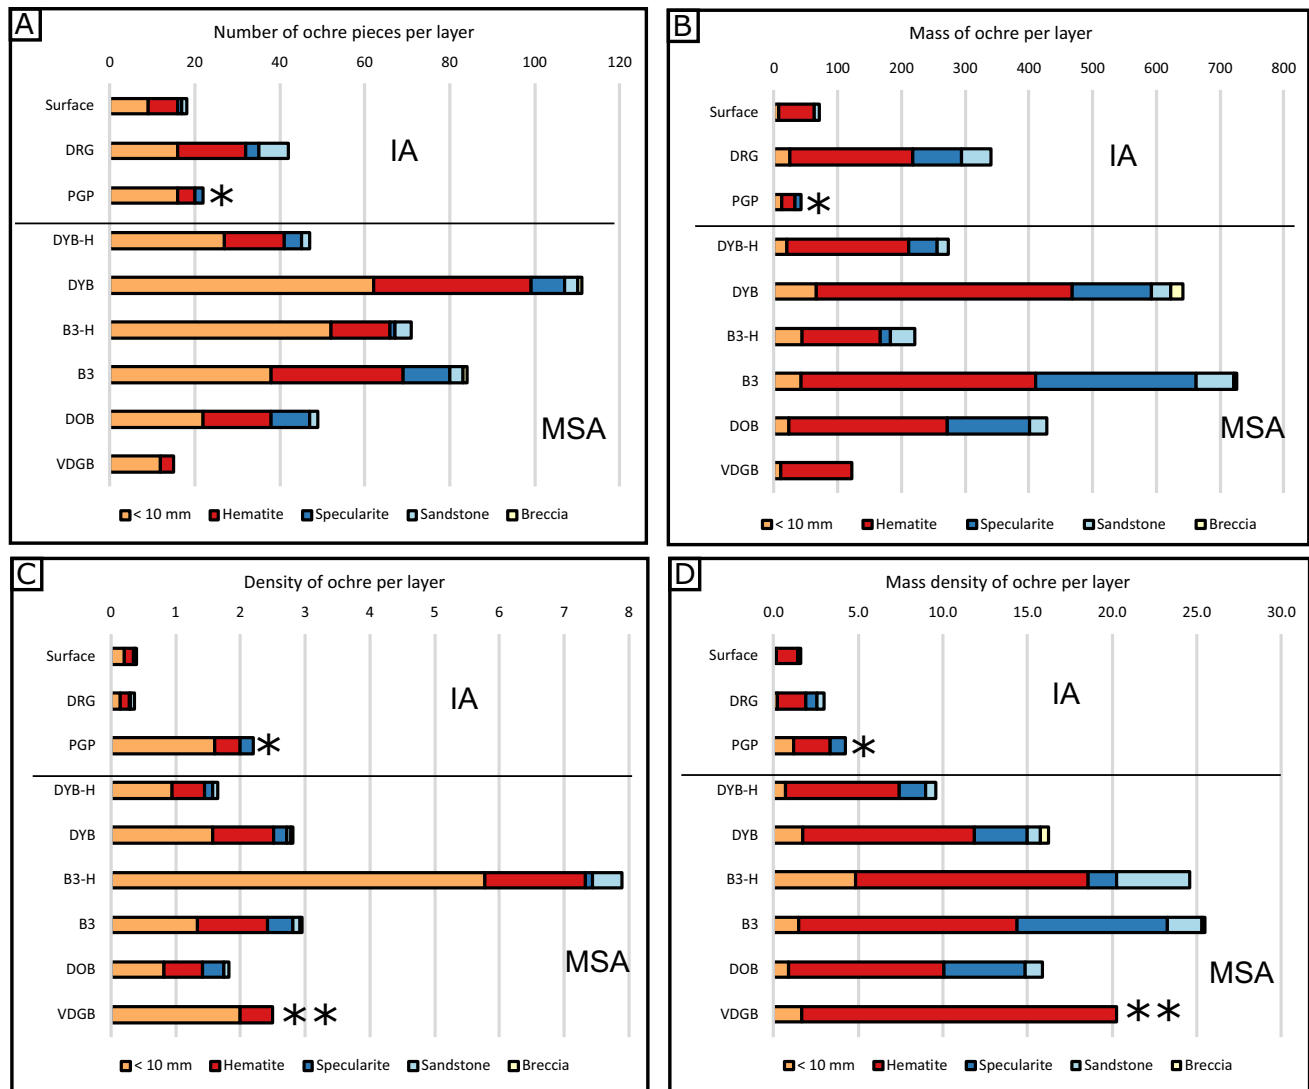 A
Number of ochre pieces per layer
0 20 40 60 80 100 120
Surface
DRG
IA
PGP *
DYB-H
DYB
B3-H
B3
DOB
MSA
VDGB
< 10 mm Hematite Specularite Sandstone Breccia
B
Mass of ochre per layer
0 100 200 300 400 500 600 700 800
Surface
DRG
IA
PGP *
DYB-H
DYB
B3-H
B3
DOB
MSA
VDGB
< 10 mm Hematite Specularite Sandstone Breccia
C
Density of ochre per layer
0 1 2 3 4 5 6 7 8
Surface
DRG
IA
PGP *
DYB-H
DYB
B3-H
B3
MSA
DOB
VDGB * *
< 10 mm Hematite Specularite Sandstone Breccia
D
Mass density of ochre per layer
0.0 5.0 10.0 15.0 20.0 25.0 30.0
Surface
DRG
IA
PGP *
DYB-H
DYB
B3-H
B3
DOB
MSA
VDGB * *
< 10 mm Hematite Specularite Sandstone Breccia